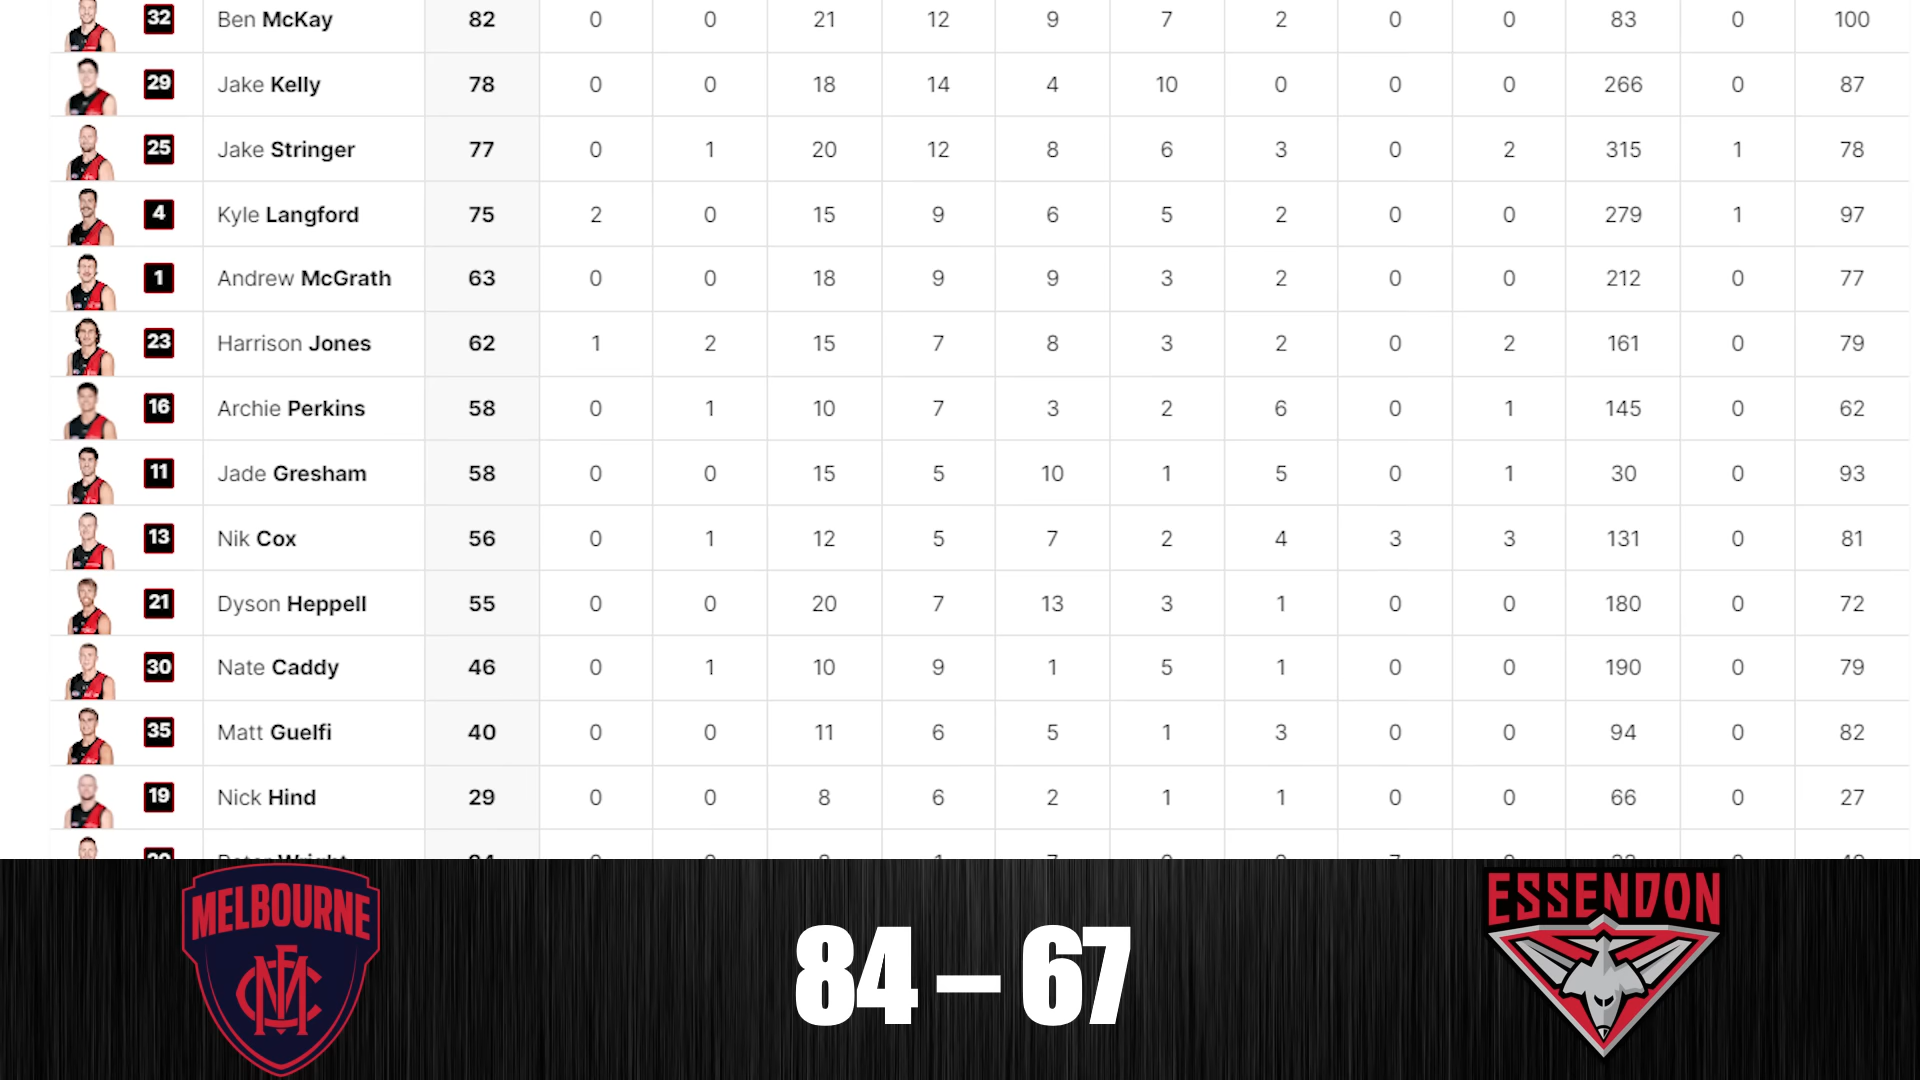 32 Ben McKay 82 0 0 21 12 9 7 2 0 0 83 0 100
29 Jake Kelly 78 0 0 18 14 4 10 0 0 0 266 0 87
25 Jake Stringer 77 0 1 20 12 8 6 3 0 2 315 1 78
4 Kyle Langford 75 2 0 15 9 6 5 2 0 0 279 1 97
1 Andrew McGrath 63 0 0 18 9 9 3 2 0 0 212 0 77
23 Harrison Jones 62 1 2 15 7 8 3 2 0 2 161 0 79
16 Archie Perkins 58 0 1 10 7 3 2 6 0 1 145 0 62
11 Jade Gresham 58 0 0 15 5 10 1 5 0 1 30 0 93
13 Nik Cox 56 0 1 12 5 7 2 4 3 3 131 0 81
21 Dyson Heppell 55 0 0 20 7 13 3 1 0 0 180 0 72
30 Nate Caddy 46 0 1 10 9 1 5 1 0 0 190 0 79
35 Matt Guelfi 40 0 0 11 6 5 1 3 0 0 94 0 82
19 Nick Hind 29 0 0 8 6 2 1 1 0 0 66 0 27
MELBOURNE
MFC
84 – 67
ESSENDON